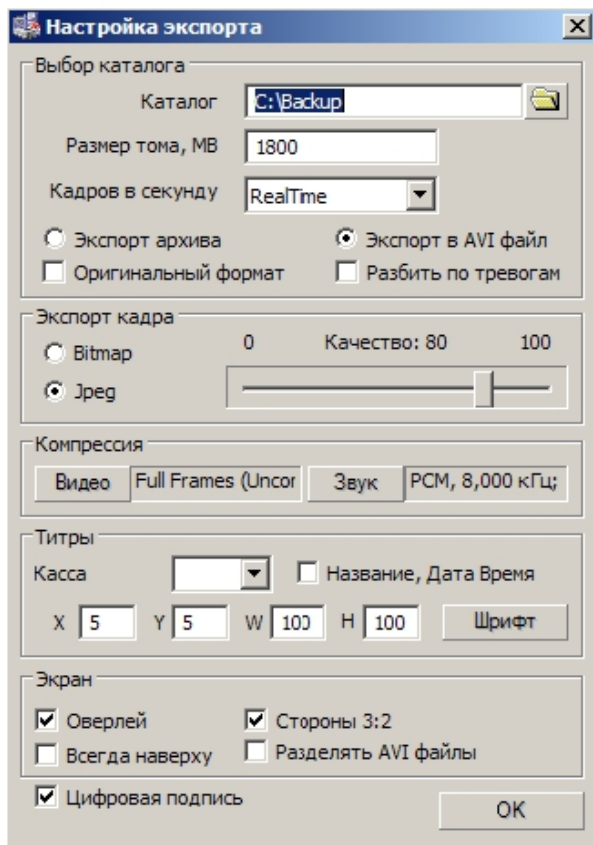 Настройка экспорта
Выбор каталога
Каталог C:\Backup
Размер тома, МВ 1800
Кадров в секунду RealTime
Экспорт архива Экспорт в AVI файл
Оригинальный формат Разбить по тревогам
Экспорт кадра
Bitmap 0 Качество: 80 100
Jpeg
Компрессия
Видео Full Frames (Uncor Звук PCM, 8,000 кГц;
Титры
Касса Название, Дата Время
X 5 Y 5 W 100 H 100 Шрифт
Экран
Оверлей Стороны 3:2
Всегда наверху Разделять AVI файлы
Цифровая подпись
OK